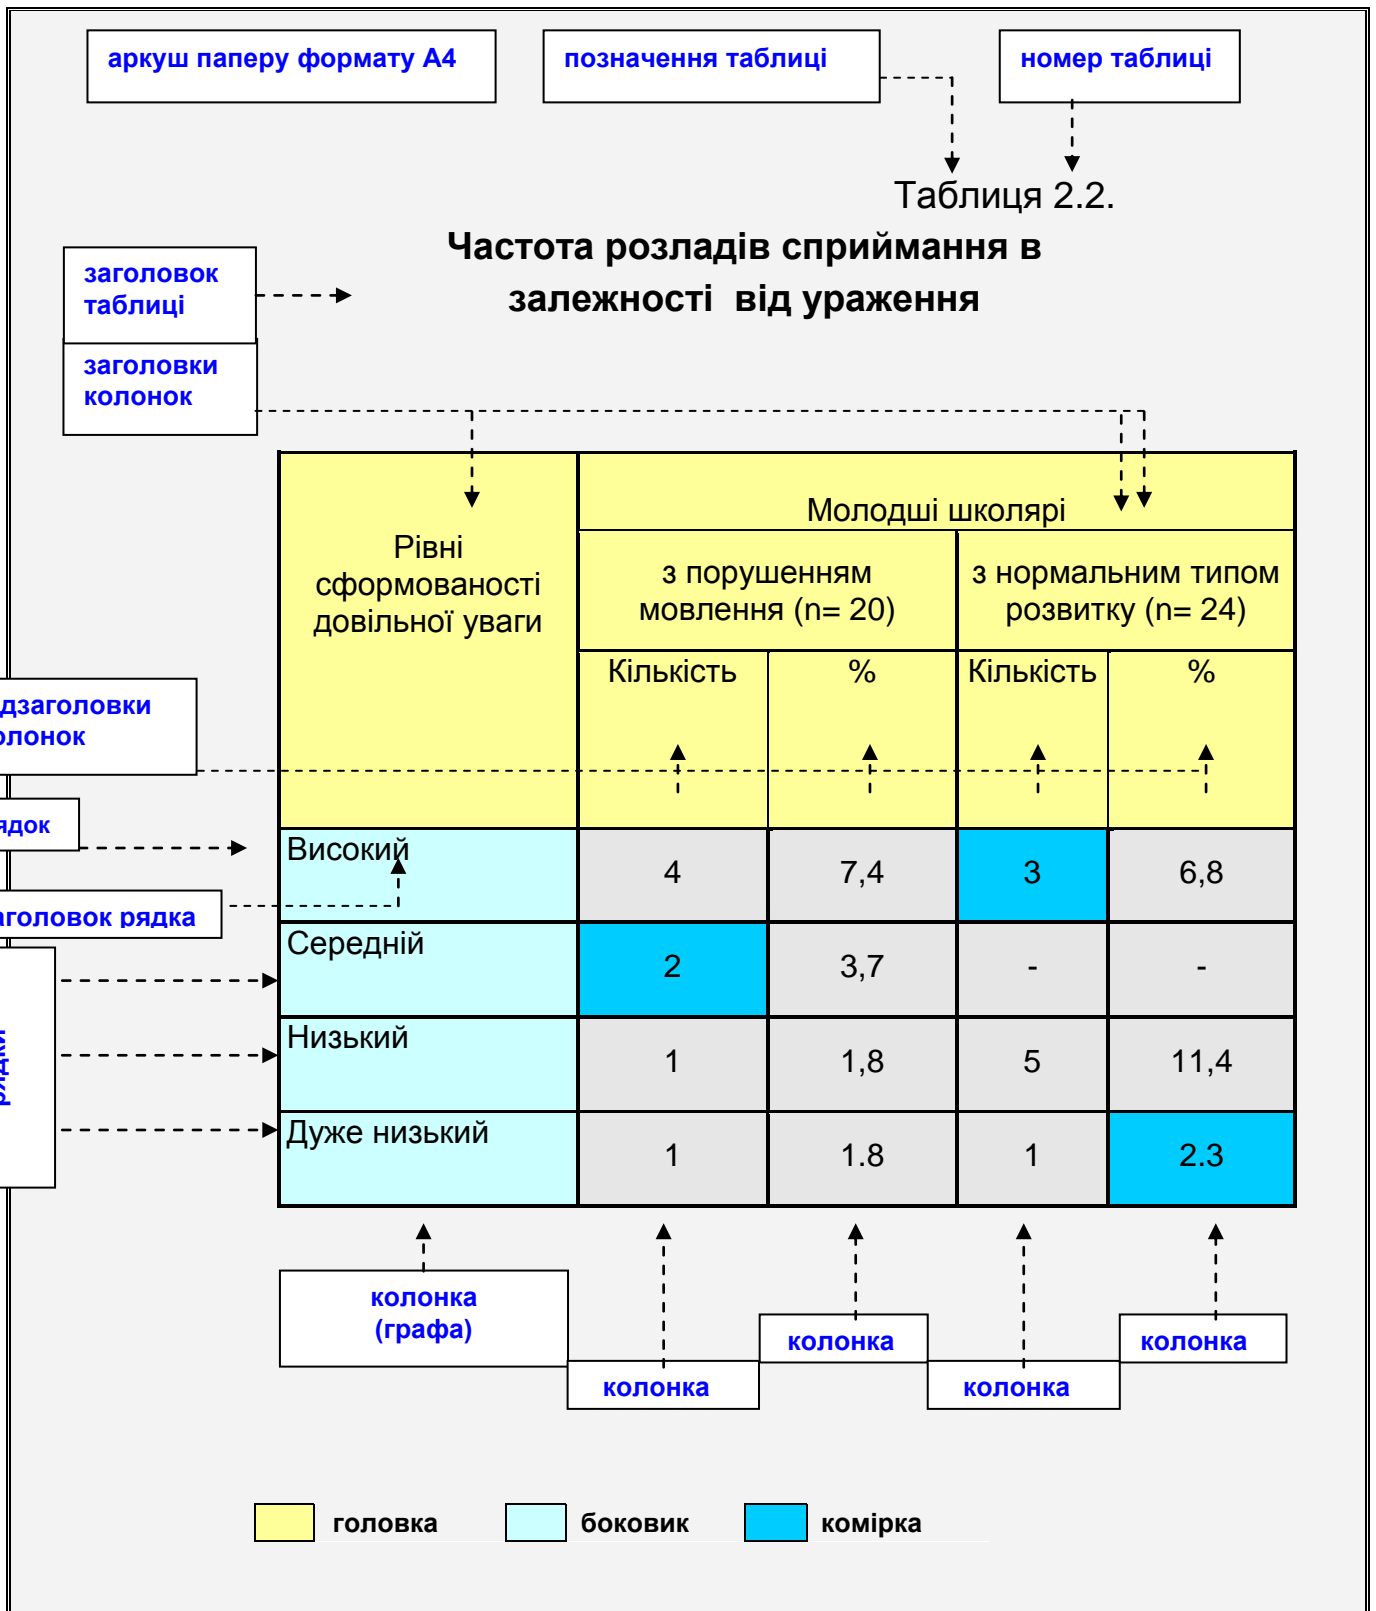 аркуш паперу формату А4
позначення таблиці
номер таблиці
Таблиця 2.2.
Частота розладів сприймання в
залежності від ураження
заголовок
таблиці
заголовки
колонок
Молодші школярі
Рівні
сформованості
довільної уваги
з порушенням
мовлення (n= 20)
з нормальним типом
розвитку (n= 24)
Кількість % Кількість %
дзаголовки
олонок
ядок
Високий 4 7,4 3 6,8
аголовок рядка
Середній 2 3,7 - -
рядки
Низький 1 1,8 5 11,4
Дуже низький 1 1.8 1 2.3
колонка
(графа)
колонка
колонка
колонка
колонка
головка
боковик
комірка